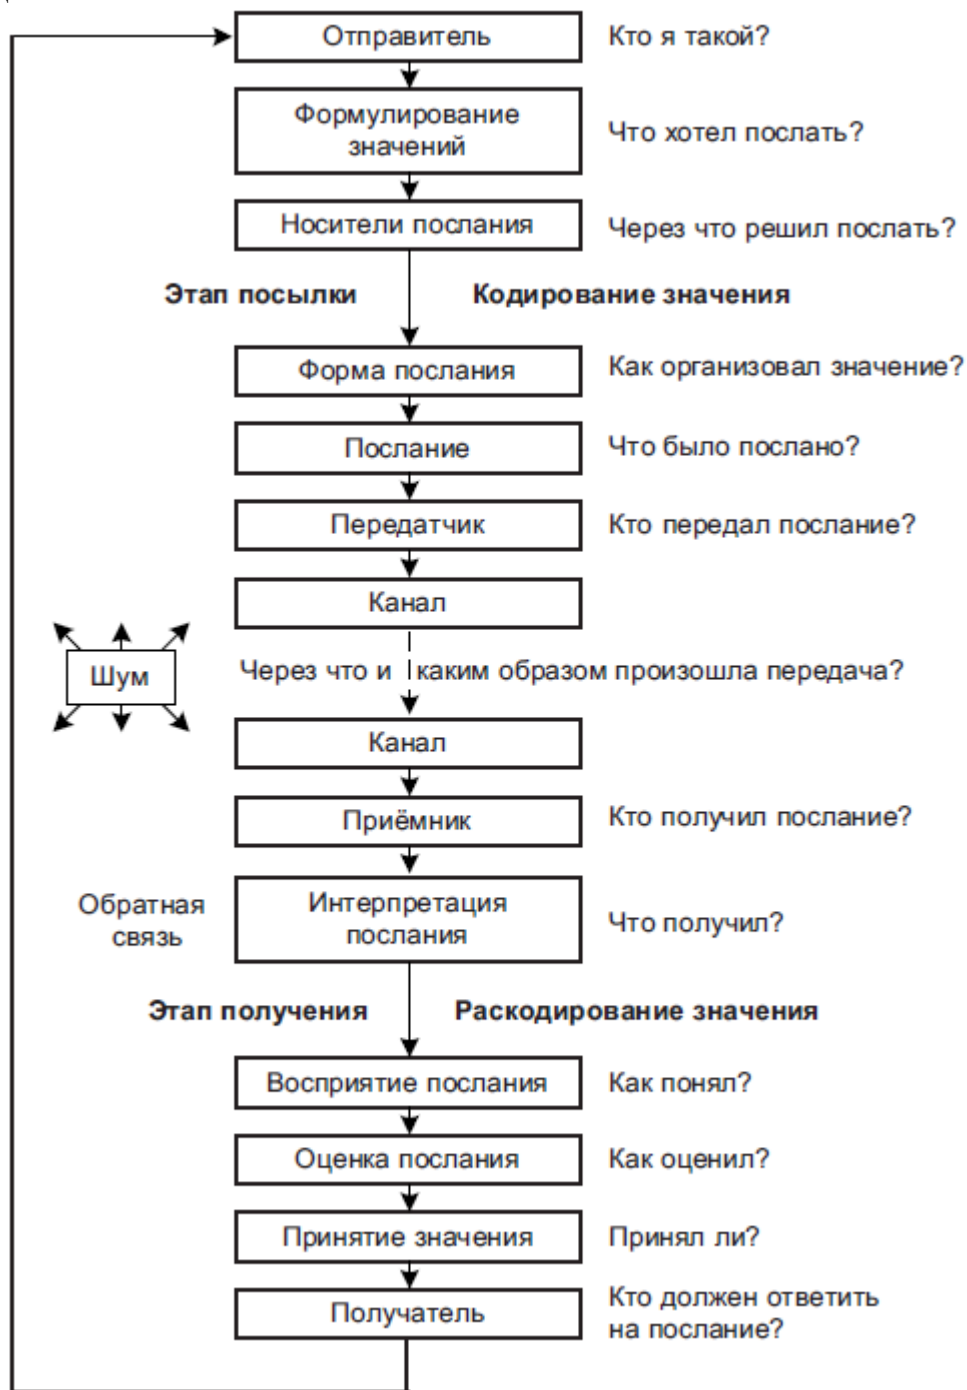 Отправитель
Кто я такой?
Формулирование
значений
Что хотел послать?
Носители послания
Через что решил послать?
Этап посылки
Кодирование значения
Форма послания
Как организовал значение?
Послание
Что было послано?
Передатчик
Кто передал послание?
Канал
Шум
Через что и каким образом произошла передача?
Канал
Приёмник
Кто получил послание?
Обратная
связь
Интерпретация
послания
Что получил?
Этап получения
Раскодирование значения
Восприятие послания
Как понял?
Оценка послания
Как оценил?
Принятие значения
Принял ли?
Получатель
Кто должен ответить
на послание?